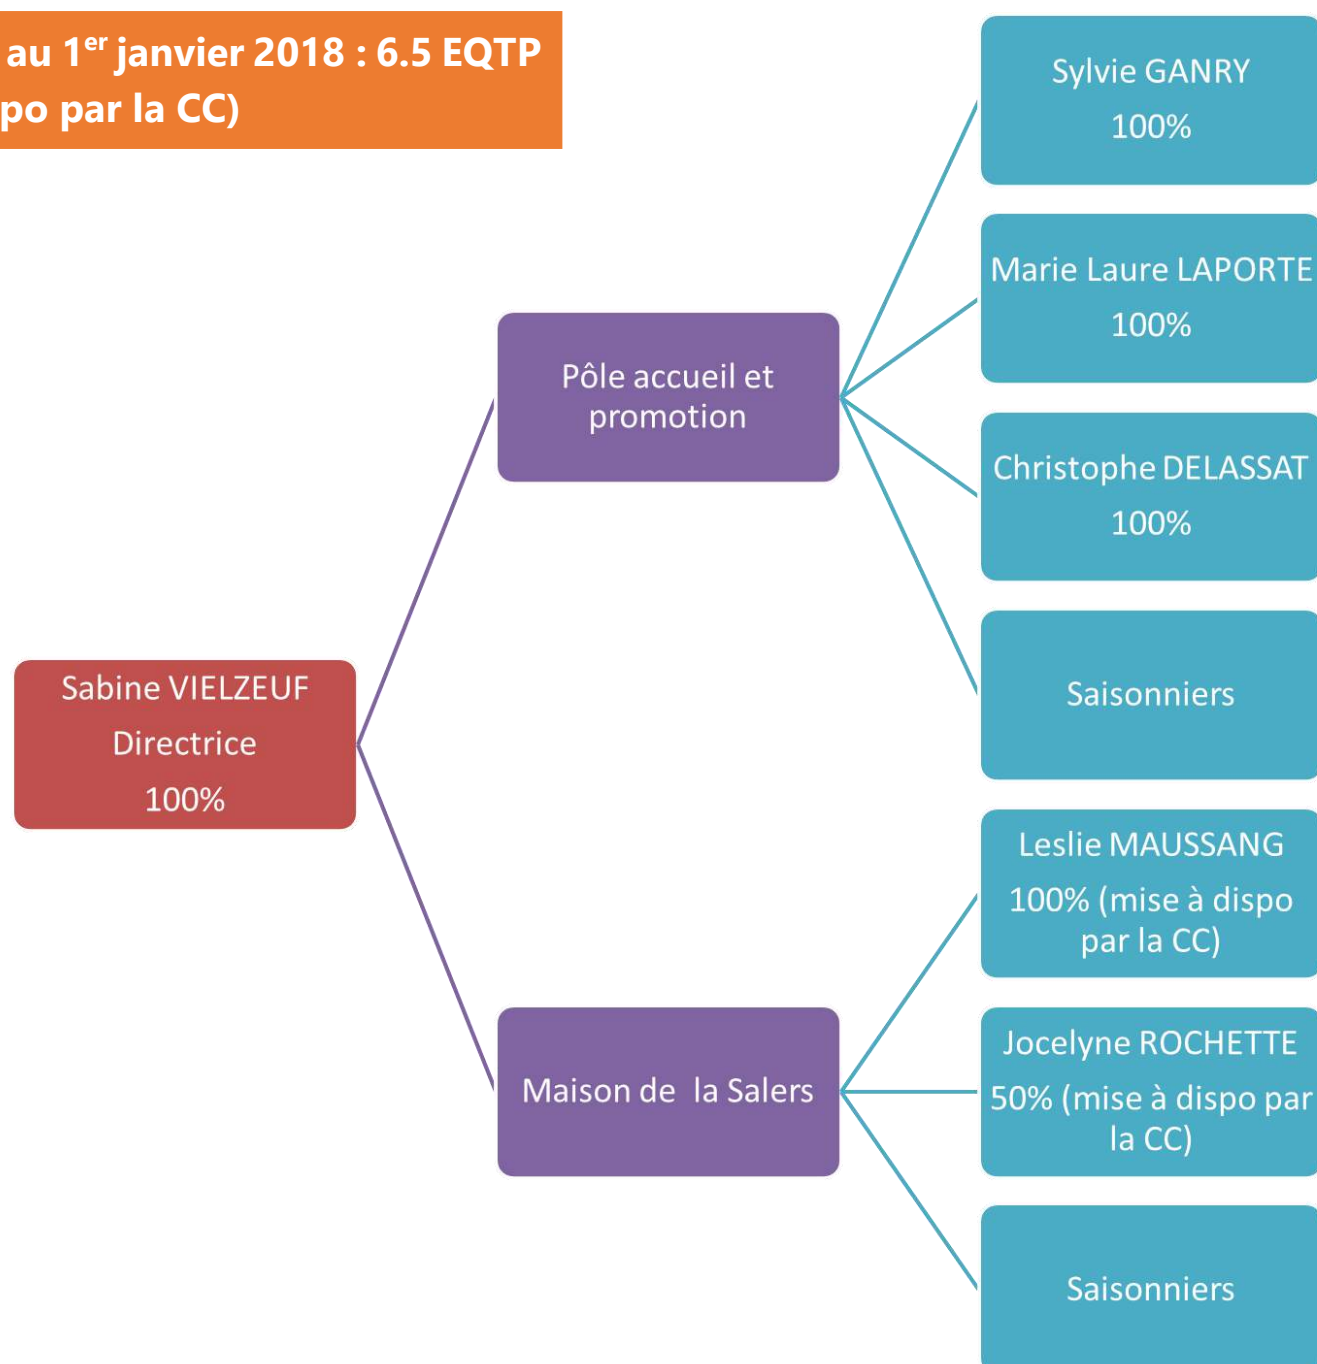 au 1er janvier 2018 : 6.5 EQTP
po par la CC)
Sylvie GANRY
100%
Marie Laure LAPORTE
100%
Pôle accueil et
promotion
Christophe DELASSAT
100%
Saisonniers
Sabine VIELZEUF
Directrice
100%
Leslie MAUSSANG
100% (mise à dispo
par la CC)
Maison de la Salers
Jocelyne ROCHETTE
50% (mise à dispo par
la CC)
Saisonniers